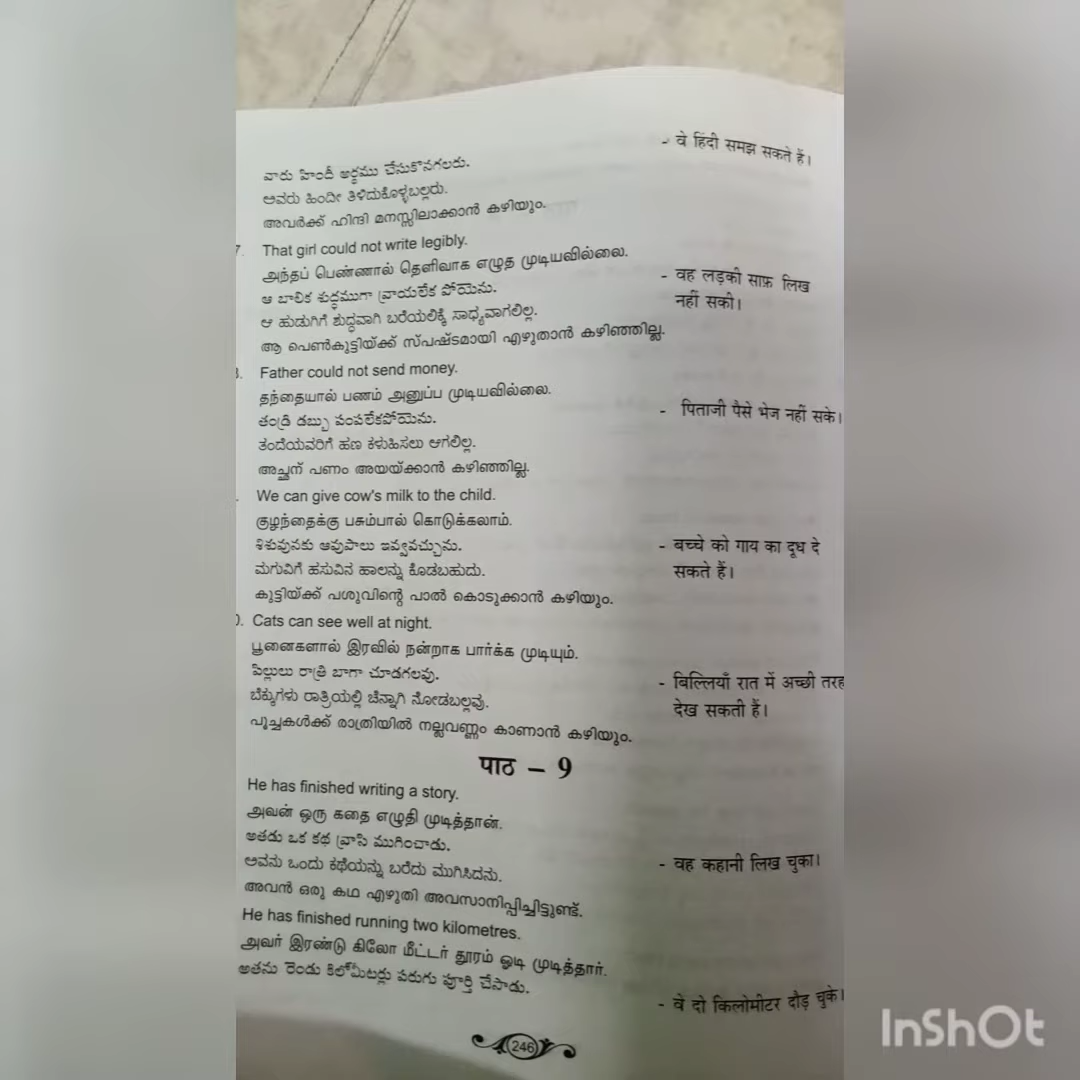 - वे हिंदी समझ सकते हैं।
వారు హిందీ అర్థము చేసుకొనగలరు.
ಅವರು ಹಿಂದೀ ತಿಳಿದುಕೊಳ್ಳಬಲ್ಲರು.
അവർക്ക് ഹിന്ദി മനസ്സിലാക്കാൻ കഴിയും.
7. That girl could not write legibly.
அந்தப் பெண்ணால் தெளிவாக எழுத முடியவில்லை.
- वह लड़की साफ़ लिख
नहीं सकी।
ఆ బాలిక శుద్ధముగా వ్రాయలేక పోయెను.
ಆ ಹುಡುಗಿಗೆ ಶುದ್ಧವಾಗಿ ಬರೆಯಲಿಕ್ಕೆ ಸಾಧ್ಯವಾಗಲಿಲ್ಲ.
ആ പെൺകുട്ടിയ്ക്ക് സ്പഷ്ടമായി എഴുതാൻ കഴിഞ്ഞില്ല.
Father could not send money.
தந்தையால் பணம் அனுப்ப முடியவில்லை.
- पिताजी पैसे भेज नहीं सके।
తండ్రి డబ్బు పంపలేకపోయెను.
ತಂದೆಯವರಿಗೆ ಹಣ ಕಳುಹಿಸಲು ಆಗಲಿಲ್ಲ.
അച്ഛന് പണം അയയ്ക്കാൻ കഴിഞ്ഞില്ല.
We can give cow's milk to the child.
குழந்தைக்கு பசும்பால் கொடுக்கலாம்.
శిశువునకు ఆవుపాలు ఇవ్వవచ్చును.
- बच्चे को गाय का दूध दे
सकते हैं।
ಮಗುವಿಗೆ ಹಸುವಿನ ಹಾಲನ್ನು ಕೊಡಬಹುದು.
കുട്ടിയ്ക്ക് പശുവിന്റെ പാൽ കൊടുക്കാൻ കഴിയും.
Cats can see well at night.
பூனைகளால் இரவில் நன்றாக பார்க்க முடியும்.
పిల్లులు రాత్రి బాగా చూడగలవు.
- बिल्लियाँ रात में अच्छी तरह
देख सकती हैं।
ಬೆಕ್ಕುಗಳು ರಾತ್ರಿಯಲ್ಲಿ ಚೆನ್ನಾಗಿ ನೋಡಬಲ್ಲವು.
പൂച്ചകൾക്ക് രാത്രിയിൽ നല്ലവണ്ണം കാണാൻ കഴിയും.
पाठ – 9
He has finished writing a story.
அவன் ஒரு கதை எழுதி முடித்தான்.
అతడు ఒక కథ వ్రాసి ముగించాడు.
- वह कहानी लिख चुका।
ಅವನು ಒಂದು ಕಥೆಯನ್ನು ಬರೆದು ಮುಗಿಸಿದನು.
അവൻ ഒരു കഥ എഴുതി അവസാനിപ്പിച്ചിട്ടുണ്ട്.
He has finished running two kilometres.
அவர் இரண்டு கிலோ மீட்டர் தூரம் ஓடி முடித்தார்.
అతను రెండు కిలోమీటర్లు పరుగు పూర్తి చేసాడు.
- वे दो किलोमीटर दौड़ चुके।
246
InShOt